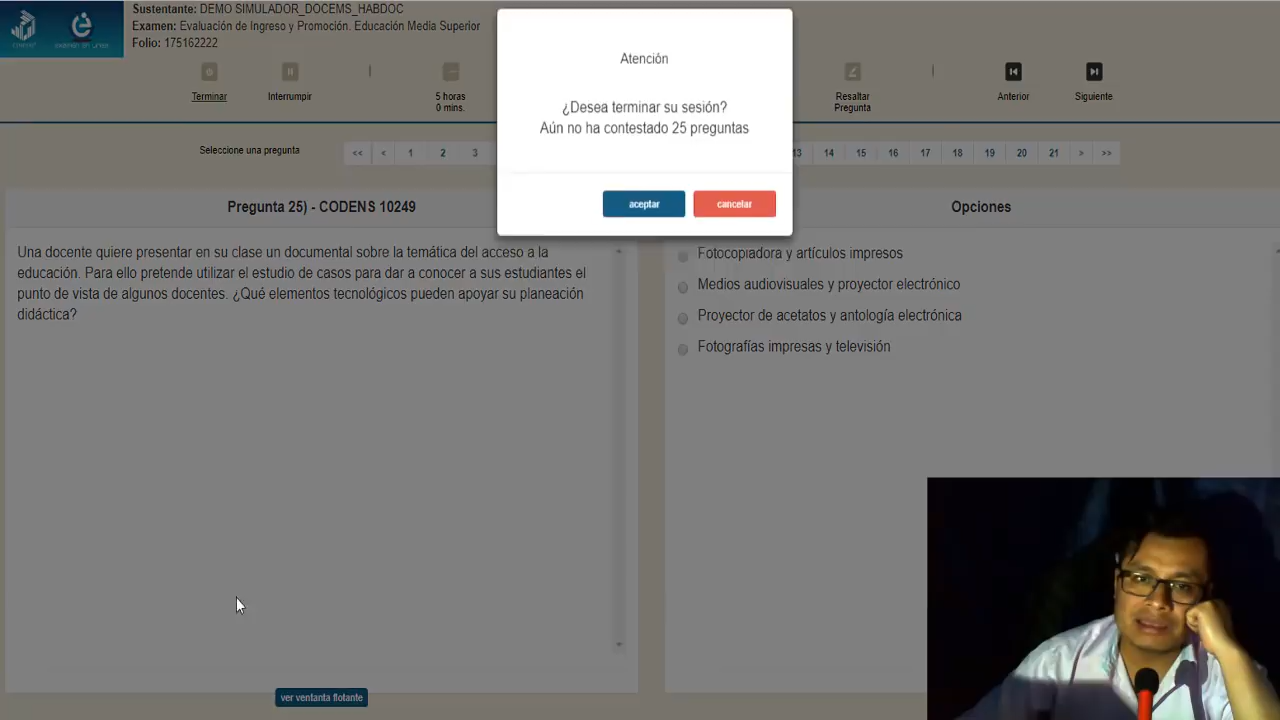 Sustentante: DEMO SIMULADOR_DOCEMS_HABDOC
Examen: Evaluación de Ingreso y Promoción. Educación Media Superior
Folio: 175162222
Terminar
Interrumpir
5 horas
0 mins.
Resaltar
Pregunta
Anterior
Siguiente
Atención
¿Desea terminar su sesión?
Aún no ha contestado 25 preguntas
aceptar
cancelar
Seleccione una pregunta
<< < 1 2 3 13 14 15 16 17 18 19 20 21 > >>
Pregunta 25) - CODENS 10249
Una docente quiere presentar en su clase un documental sobre la temática del acceso a la
educación. Para ello pretende utilizar el estudio de casos para dar a conocer a sus estudiantes el
punto de vista de algunos docentes. ¿Qué elementos tecnológicos pueden apoyar su planeación
didáctica?
Opciones
Fotocopiadora y artículos impresos
Medios audiovisuales y proyector electrónico
Proyector de acetatos y antología electrónica
Fotografías impresas y televisión
ver ventanta flotante